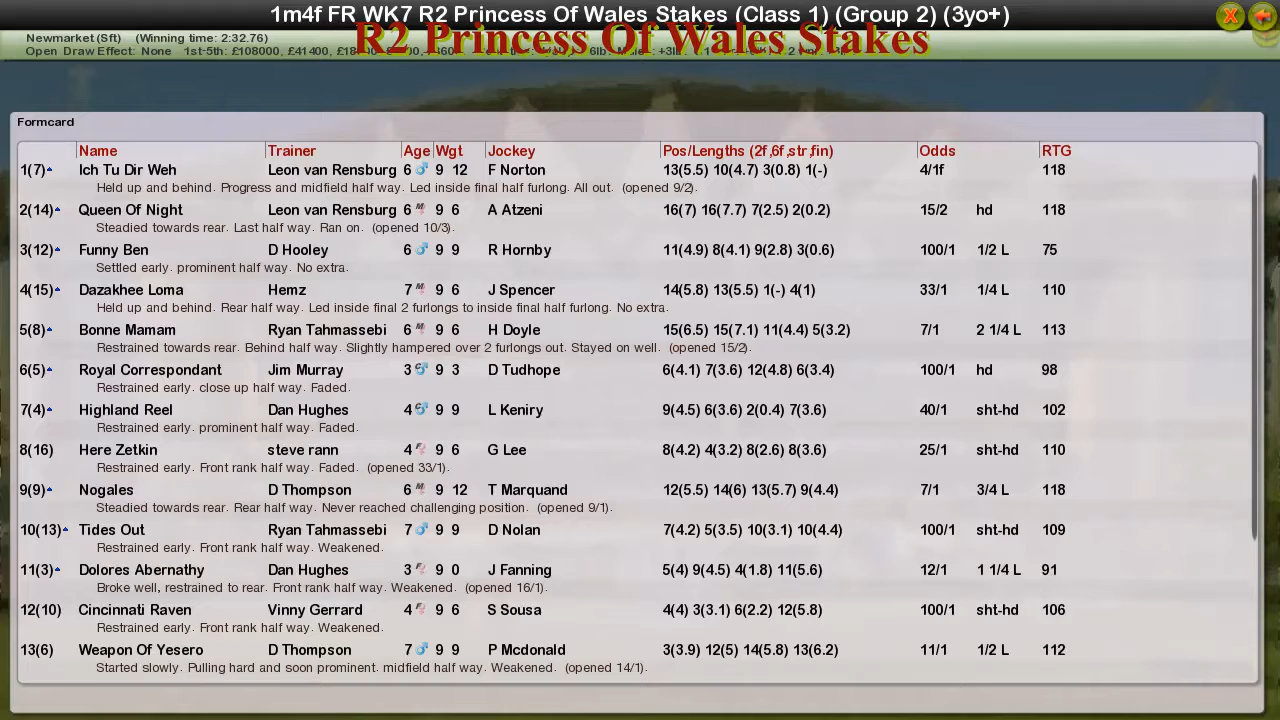 1m4f FR WK7 R2 Princess Of Wales Stakes (Class 1) (Group 2) (3yo+)
R2 Princess Of Wales Stakes
Newmarket (Sft) (Winning time: 2:32.76)
Open Draw Effect: None 1st-5th: £108000, £41400,
Formcard
Name Trainer Age Wgt Jockey Pos/Lengths (2f,6f,str,fin) Odds RTG
1(7) Ich Tu Dir Weh Leon van Rensburg 6 9 12 F Norton 13(5.5) 10(4.7) 3(0.8) 1(-) 4/1f 118
Held up and behind. Progress and midfield half way. Led inside final half furlong. All out. (opened 9/2).
2(14) Queen Of Night Leon van Rensburg 6 9 6 A Atzeni 16(7) 16(7.7) 7(2.5) 2(0.2) 15/2 hd 118
Steadied towards rear. Last half way. Ran on. (opened 10/3).
3(12) Funny Ben D Hooley 6 9 9 R Hornby 11(4.9) 8(4.1) 9(2.8) 3(0.6) 100/1 1/2 L 75
Settled early. prominent half way. No extra.
4(15) Dazakhee Loma Hemz 7 9 6 J Spencer 14(5.8) 13(5.5) 1(-) 4(1) 33/1 1/4 L 110
Held up and behind. Rear half way. Led inside final 2 furlongs to inside final half furlong. No extra.
5(8) Bonne Mamam Ryan Tahmassebi 6 9 6 H Doyle 15(6.5) 15(7.1) 11(4.4) 5(3.2) 7/1 2 1/4 L 113
Restrained towards rear. Behind half way. Slightly hampered over 2 furlongs out. Stayed on well. (opened 15/2).
6(5) Royal Correspondant Jim Murray 3 9 3 D Tudhope 6(4.1) 7(3.6) 12(4.8) 6(3.4) 100/1 hd 98
Restrained early. close up half way. Faded.
7(4) Highland Reel Dan Hughes 4 9 9 L Keniry 9(4.5) 6(3.6) 2(0.4) 7(3.6) 40/1 sht-hd 102
Restrained early. prominent half way. Faded.
8(16) Here Zetkin steve rann 4 9 6 G Lee 8(4.2) 4(3.2) 8(2.6) 8(3.6) 25/1 sht-hd 110
Restrained early. Front rank half way. Faded. (opened 33/1).
9(9) Nogales D Thompson 6 9 12 T Marquand 12(5.5) 14(6) 13(5.7) 9(4.4) 7/1 3/4 L 118
Steadied towards rear. Rear half way. Never reached challenging position. (opened 9/1).
10(13) Tides Out Ryan Tahmassebi 7 9 9 D Nolan 7(4.2) 5(3.5) 10(3.1) 10(4.4) 100/1 sht-hd 109
Restrained early. Front rank half way. Weakened.
11(3) Dolores Abernathy Dan Hughes 3 9 0 J Fanning 5(4) 9(4.5) 4(1.8) 11(5.6) 12/1 1 1/4 L 91
Broke well, restrained to rear. Front rank half way. Weakened. (opened 16/1).
12(10) Cincinnati Raven Vinny Gerrard 4 9 6 S Sousa 4(4) 3(3.1) 6(2.2) 12(5.8) 100/1 sht-hd 106
Restrained early. Front rank half way. Weakened.
13(6) Weapon Of Yesero D Thompson 7 9 9 P Mcdonald 3(3.9) 12(5) 14(5.8) 13(6.2) 11/1 1/2 L 112
Started slowly. Pulling hard and soon prominent. midfield half way. Weakened. (opened 14/1).